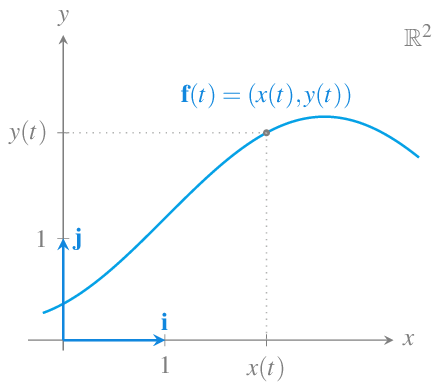 y
ℝ²
𝐟(t) = (x(t), y(t))
y(t)
1
𝐣
𝐢
x
1
x(t)